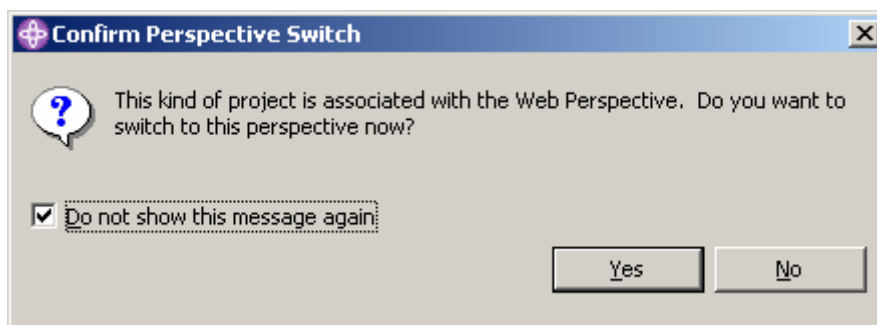 Confirm Perspective Switch
This kind of project is associated with the Web Perspective.  Do you want to
switch to this perspective now?
Do not show this message again
Yes
No